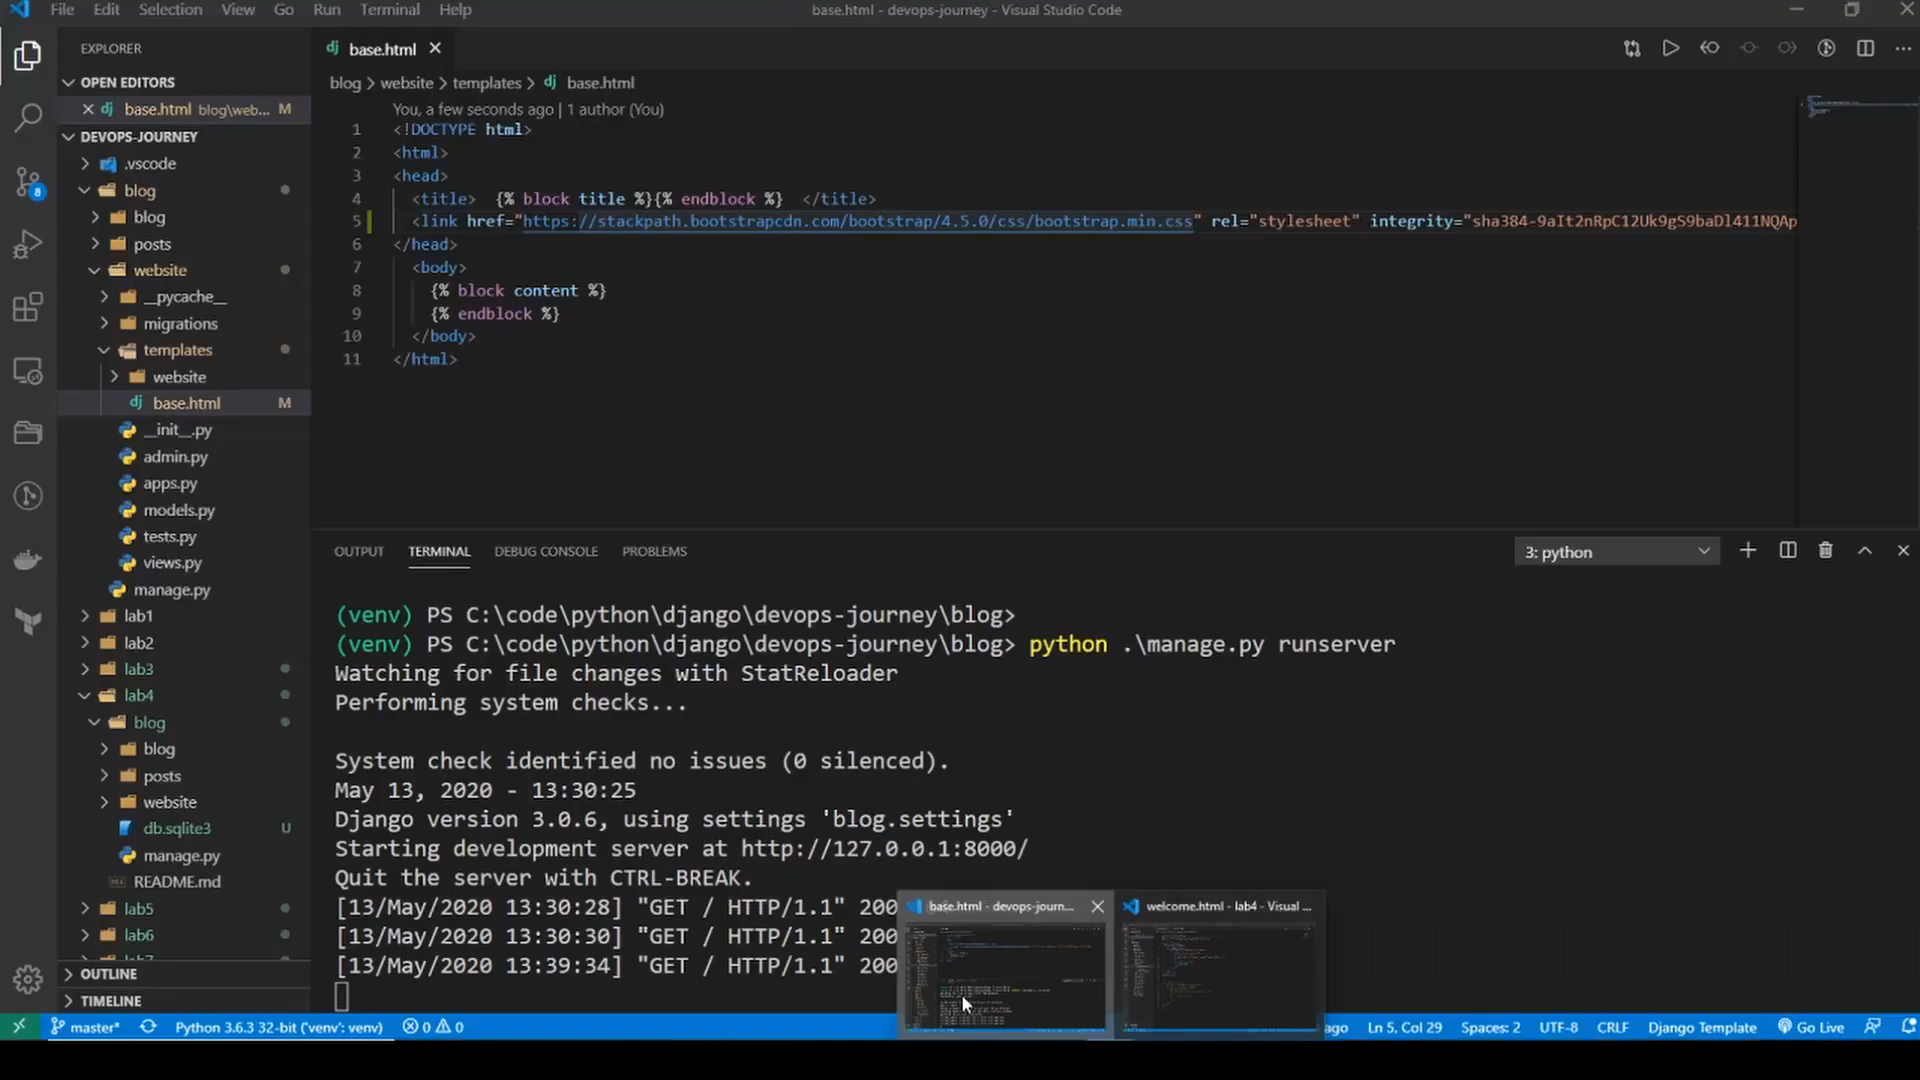 File Edit Selection View Go Run Terminal Help
base.html - devops-journey - Visual Studio Code
EXPLORER
OPEN EDITORS
base.html blog\web... M
DEVOPS-JOURNEY
.vscode
blog
blog
posts
website
__pycache__
migrations
templates
website
base.html M
__init__.py
admin.py
apps.py
models.py
tests.py
views.py
manage.py
lab1
lab2
lab3
lab4
blog
blog
posts
website
db.sqlite3 U
manage.py
README.md
lab5
lab6
OUTLINE
TIMELINE
8
base.html
blog > website > templates > base.html
You, a few seconds ago | 1 author (You)
1 <!DOCTYPE html>
2 <html>
3 <head>
4 <title> {% block title %}{% endblock %} </title>
5 <link href="https://stackpath.bootstrapcdn.com/bootstrap/4.5.0/css/bootstrap.min.css" rel="stylesheet" integrity="sha384-9aIt2nRpC12Uk9gS9baDl411NQAp
6 </head>
7 <body>
8 {% block content %}
9 {% endblock %}
10 </body>
11 </html>
OUTPUT TERMINAL DEBUG CONSOLE PROBLEMS
3: python
(venv) PS C:\code\python\django\devops-journey\blog>
(venv) PS C:\code\python\django\devops-journey\blog> python .\manage.py runserver
Watching for file changes with StatReloader
Performing system checks...
System check identified no issues (0 silenced).
May 13, 2020 - 13:30:25
Django version 3.0.6, using settings 'blog.settings'
Starting development server at http://127.0.0.1:8000/
Quit the server with CTRL-BREAK.
[13/May/2020 13:30:28] "GET / HTTP/1.1" 200
[13/May/2020 13:30:30] "GET / HTTP/1.1" 200
[13/May/2020 13:39:34] "GET / HTTP/1.1" 200
base.html - devops-journ...
welcome.html - lab4 - Visual ...
master* Python 3.6.3 32-bit ('venv': venv) 0 0
ago Ln 5, Col 29 Spaces: 2 UTF-8 CRLF Django Template Go Live